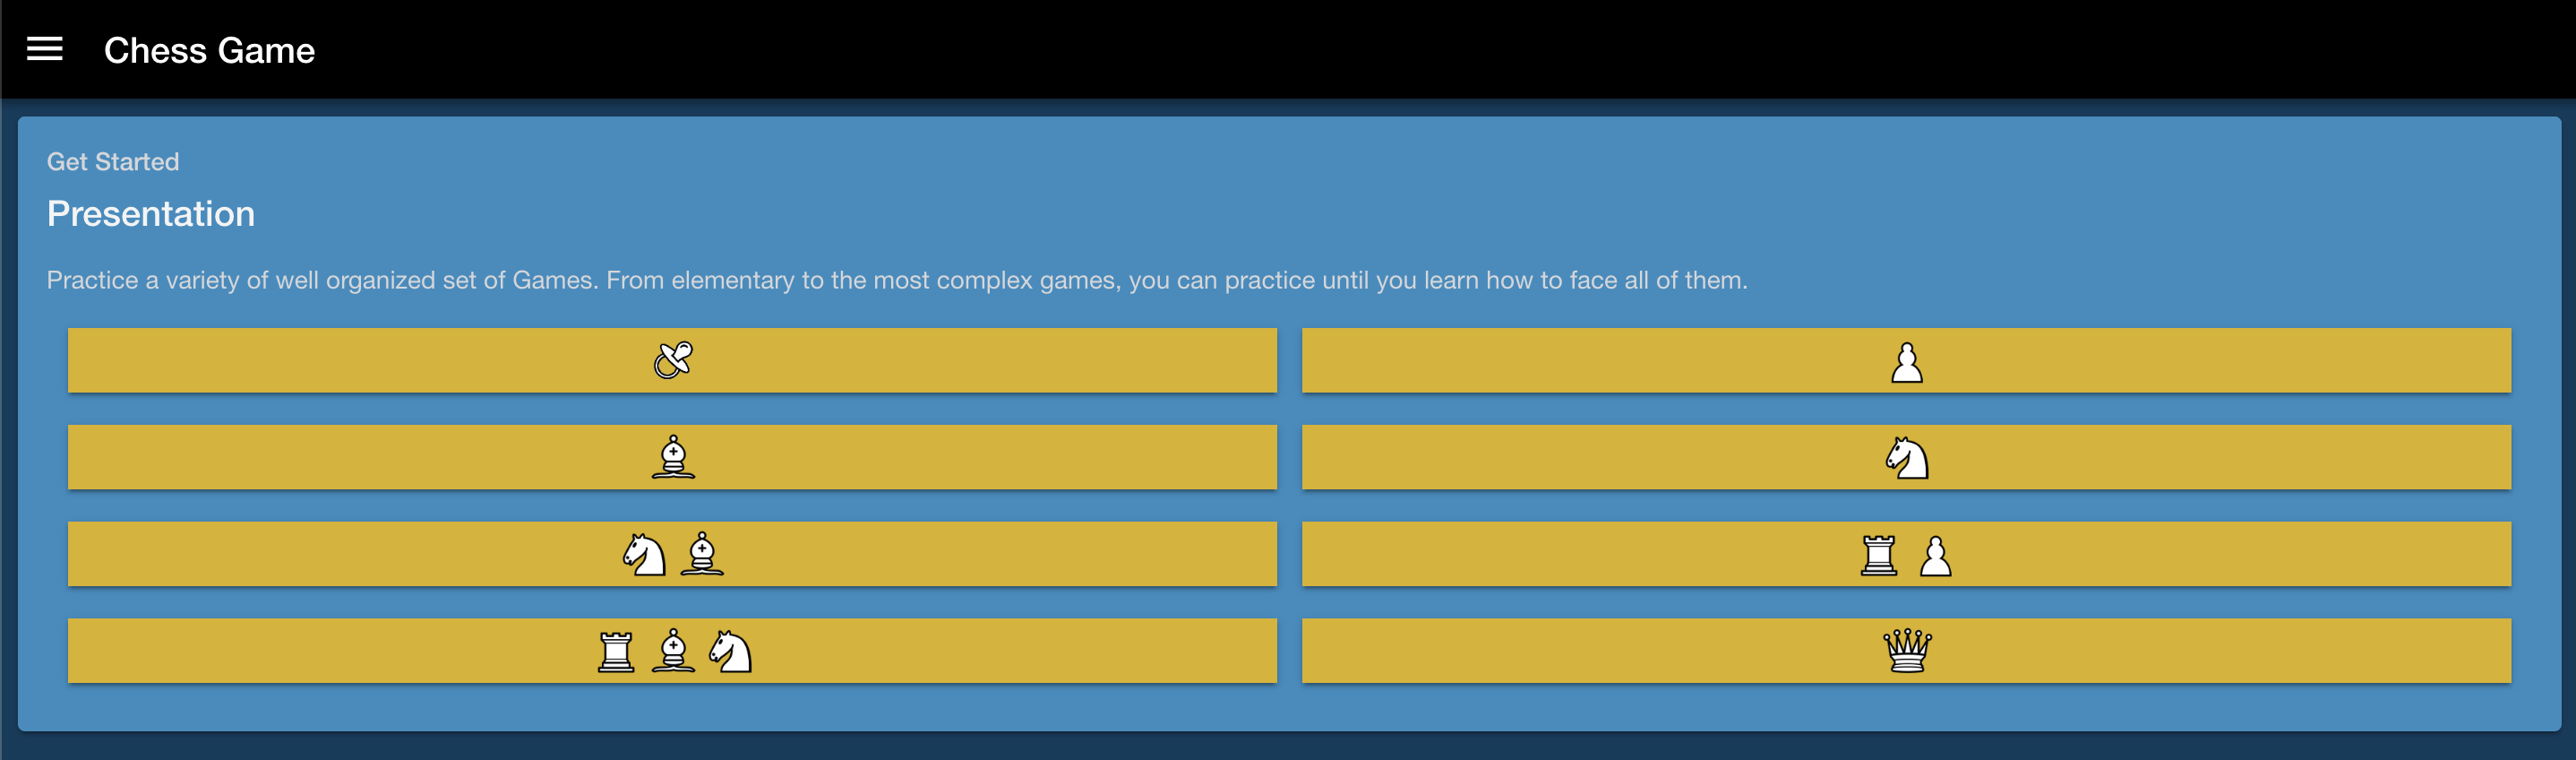 Chess Game
Get Started
Presentation
Practice a variety of well organized set of Games. From elementary to the most complex games, you can practice until you learn how to face all of them.